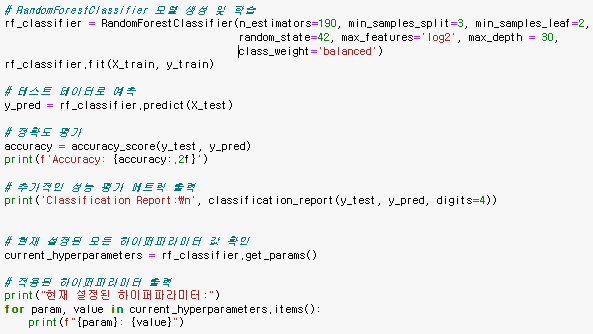 # RandomForestClassifier 모델 생성 및 학습
rf_classifier = RandomForestClassifier(n_estimators=190, min_samples_split=3, min_samples_leaf=2,
random_state=42, max_features='log2', max_depth = 30,
class_weight='balanced')
rf_classifier.fit(X_train, y_train)
# 테스트 데이터로 예측
y_pred = rf_classifier.predict(X_test)
# 정확도 평가
accuracy = accuracy_score(y_test, y_pred)
print(f'Accuracy: {accuracy:.2f}')
# 추가적인 성능 평가 메트릭 출력
print('Classification Report:₩n', classification_report(y_test, y_pred, digits=4))
# 현재 설정된 모든 하이퍼파라미터 값 확인
current_hyperparameters = rf_classifier.get_params()
# 적용된 하이퍼파라미터 출력
print("현재 설정된 하이퍼파라미터:")
for param, value in current_hyperparameters.items():
print(f"{param}: {value}")